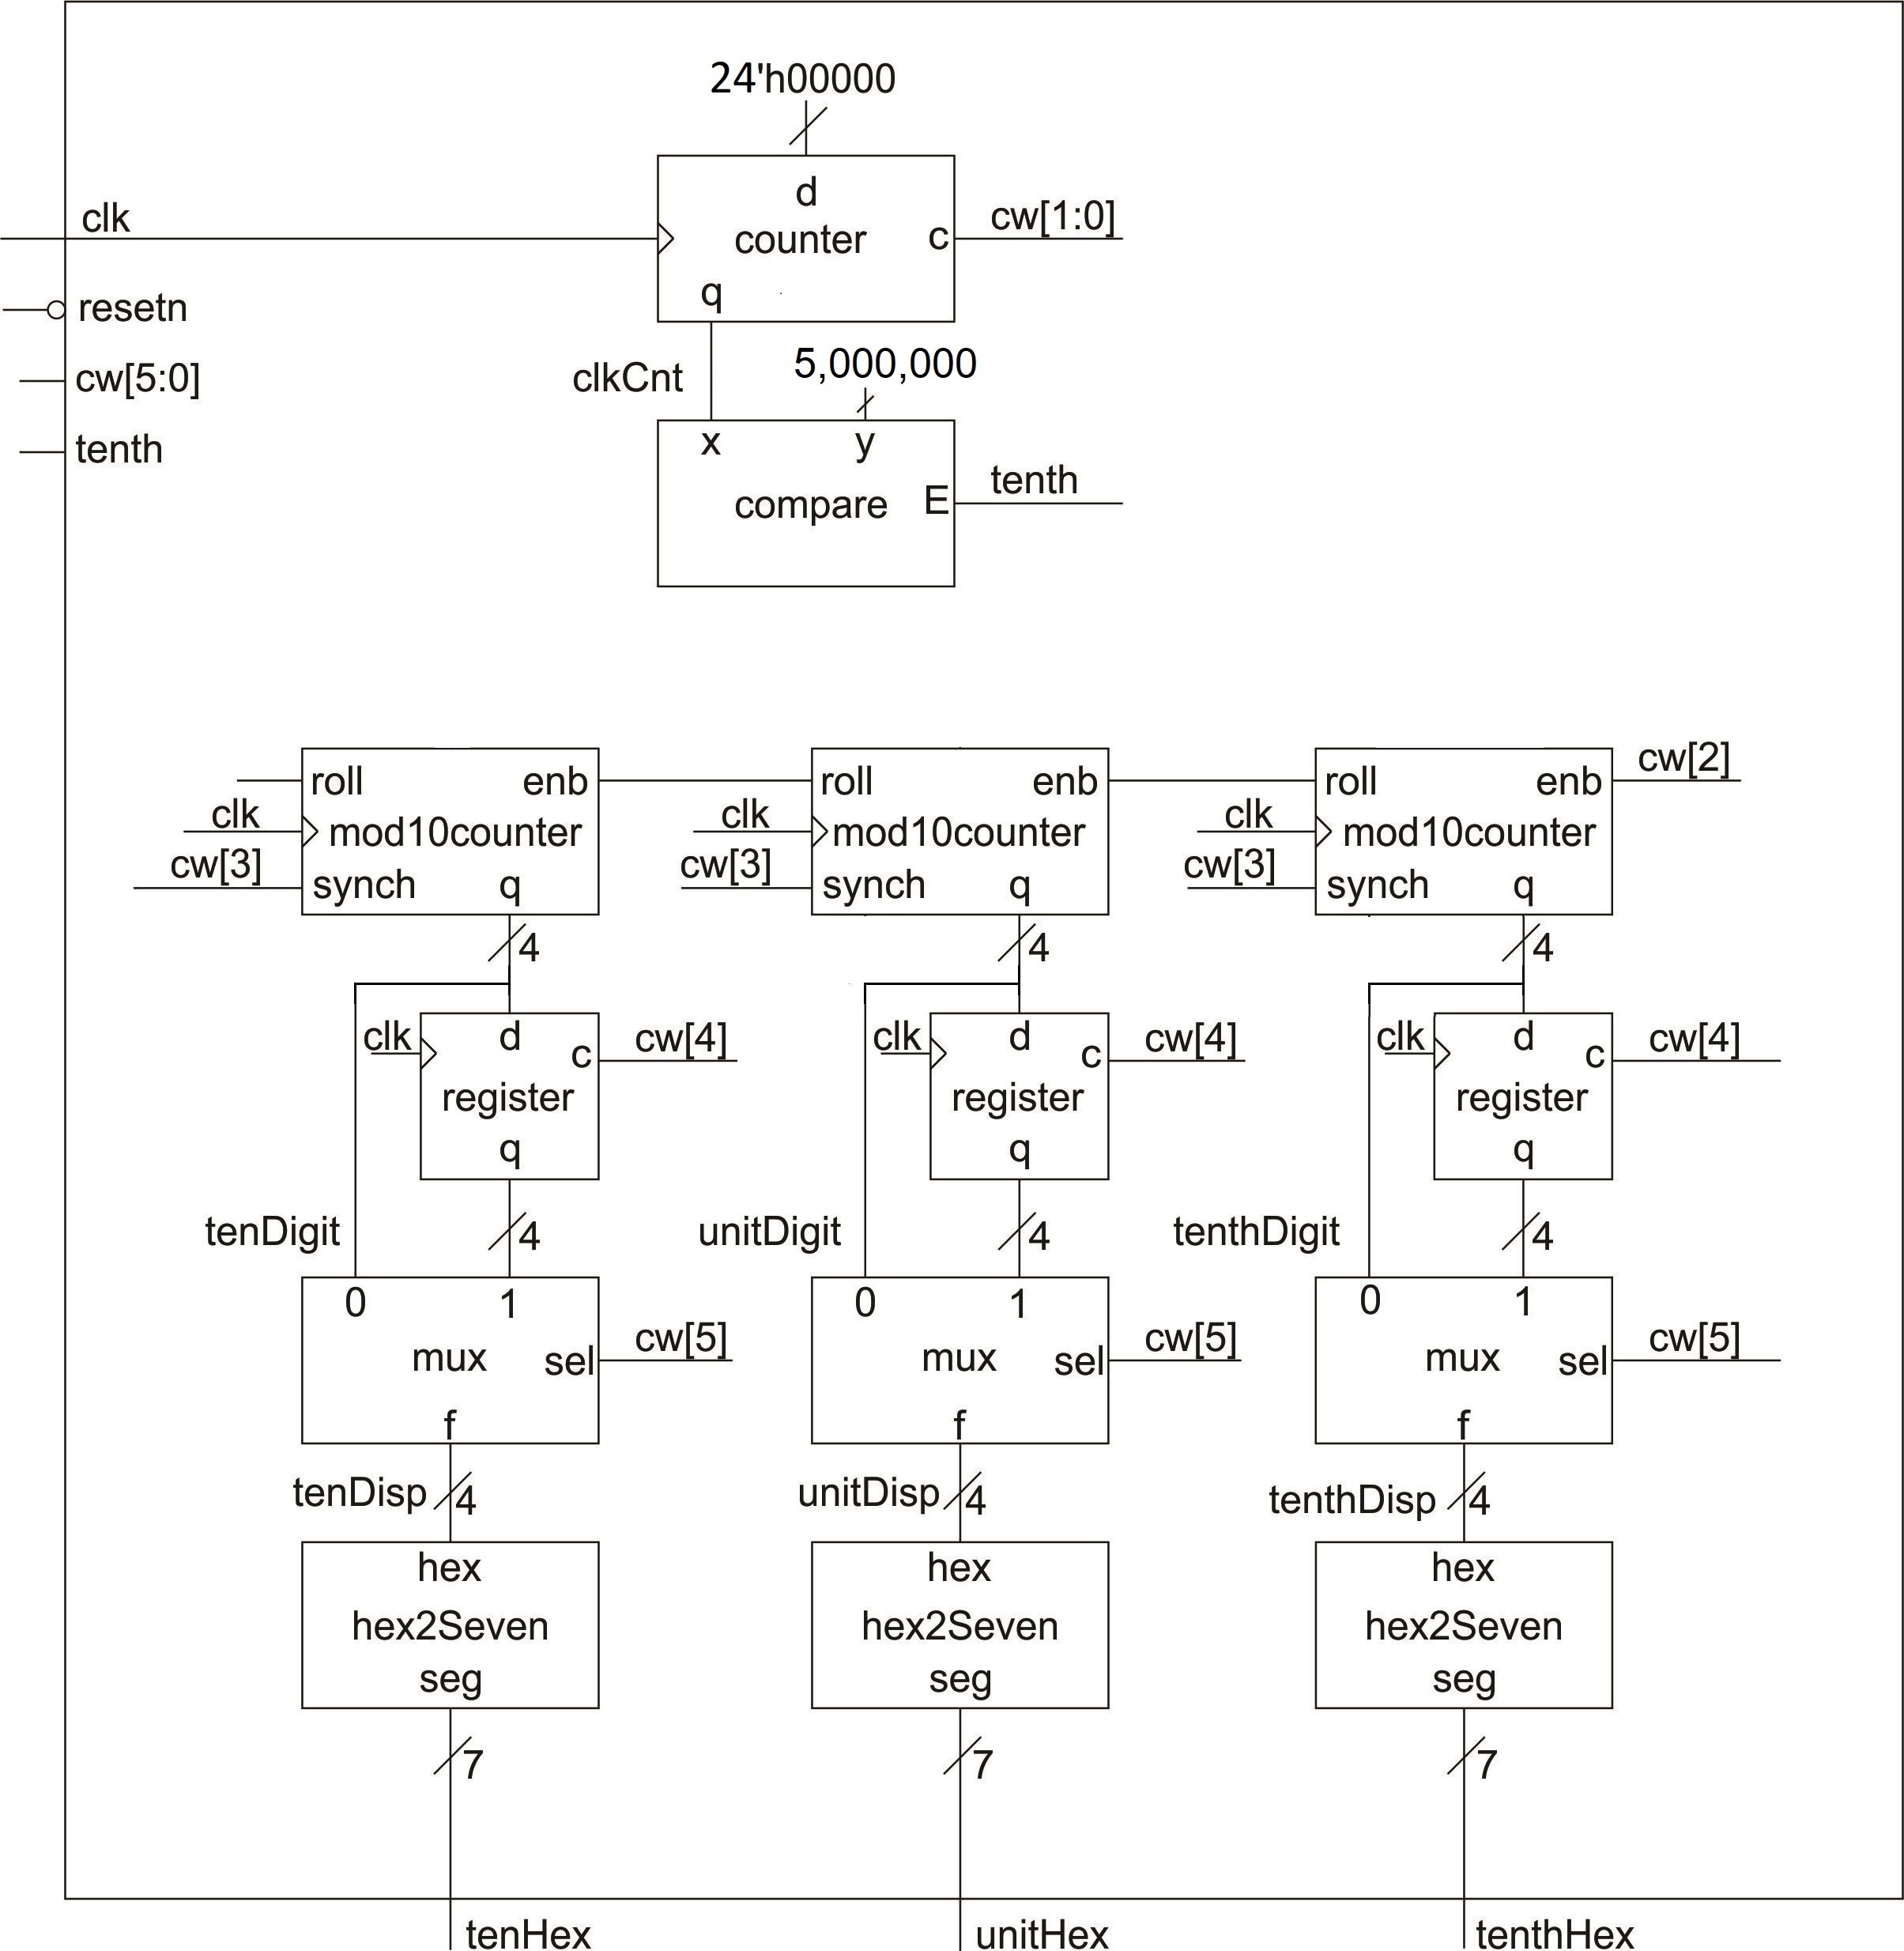 24'h00000
clk
d
counter
c
cw[1:0]
q
resetn
cw[5:0]
tenth
clkCnt
5,000,000
x
y
compare
E
tenth
roll
enb
clk
mod10counter
cw[3]
synch
q
roll
enb
clk
mod10counter
cw[3]
synch
q
roll
enb
cw[2]
clk
mod10counter
cw[3]
synch
q
4
4
4
clk
d
c
cw[4]
register
q
clk
d
c
cw[4]
register
q
clk
d
c
cw[4]
register
q
tenDigit
4
unitDigit
4
tenthDigit
4
0
1
mux
sel
cw[5]
f
0
1
mux
sel
cw[5]
f
0
1
mux
sel
cw[5]
f
tenDisp
4
unitDisp
4
tenthDisp
4
hex
hex2Seven
seg
hex
hex2Seven
seg
hex
hex2Seven
seg
7
7
7
tenHex
unitHex
tenthHex